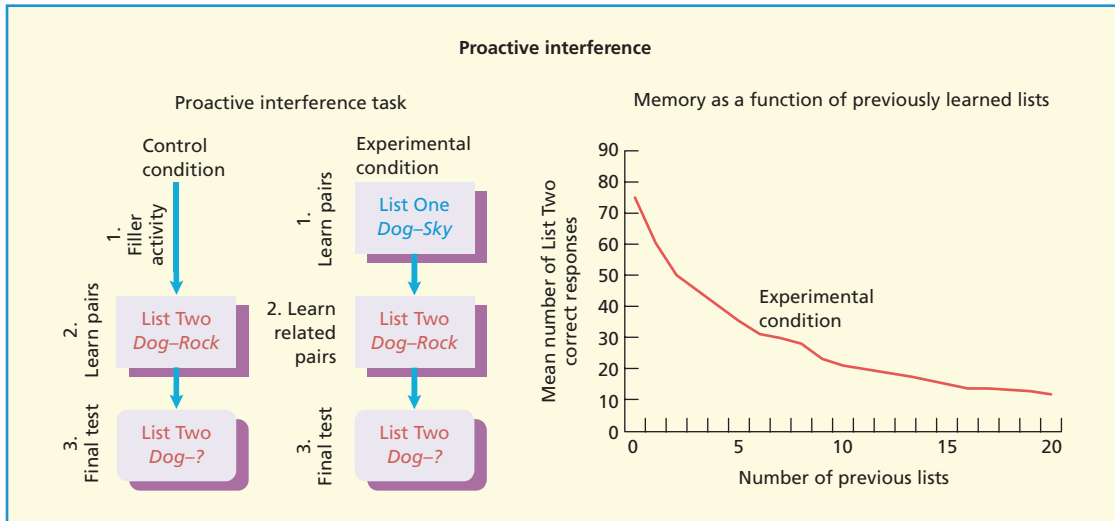 Proactive interference
Proactive interference task
Control
condition
1.
Filler
activity
2.
Learn pairs
List Two
Dog–Rock
3.
Final test
List Two
Dog–?
Experimental
condition
1.
Learn pairs
List One
Dog–Sky
2. Learn
related
pairs
List Two
Dog–Rock
3.
Final test
List Two
Dog–?
Memory as a function of previously learned lists
Mean number of List Two
correct responses
90
80
70
60
50
40
30
20
10
0
Experimental
condition
0 5 10 15 20
Number of previous lists